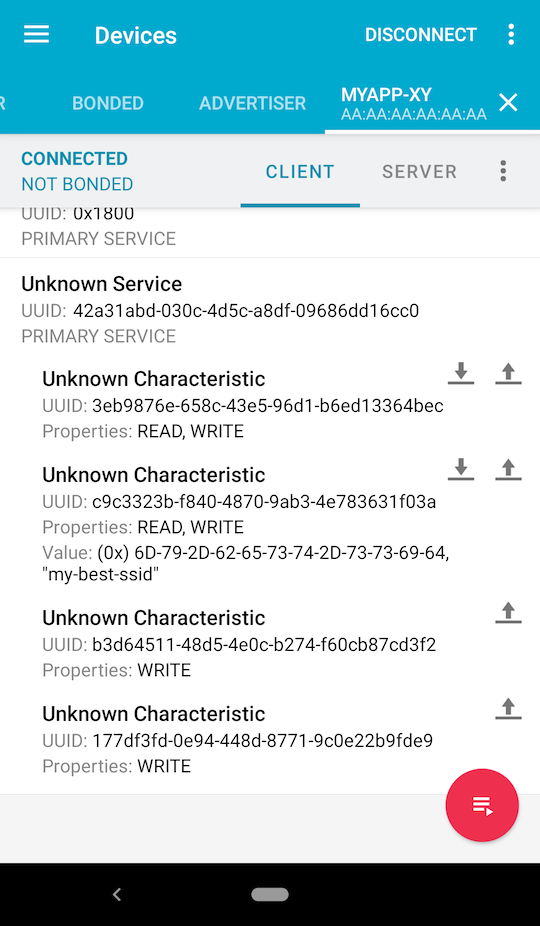 Devices
DISCONNECT
R
BONDED
ADVERTISER
MYAPP-XY
AA:AA:AA:AA:AA:AA
CONNECTED
NOT BONDED
CLIENT
SERVER
UUID: 0x1800
PRIMARY SERVICE
Unknown Service
UUID: 42a31abd-030c-4d5c-a8df-09686dd16cc0
PRIMARY SERVICE
Unknown Characteristic
UUID: 3eb9876e-658c-43e5-96d1-b6ed13364bec
Properties: READ, WRITE
Unknown Characteristic
UUID: c9c3323b-f840-4870-9ab3-4e783631f03a
Properties: READ, WRITE
Value: (0x) 6D-79-2D-62-65-73-74-2D-73-73-69-64,
"my-best-ssid"
Unknown Characteristic
UUID: b3d64511-48d5-4e0c-b274-f60cb87cd3f2
Properties: WRITE
Unknown Characteristic
UUID: 177df3fd-0e94-448d-8771-9c0e22b9fde9
Properties: WRITE